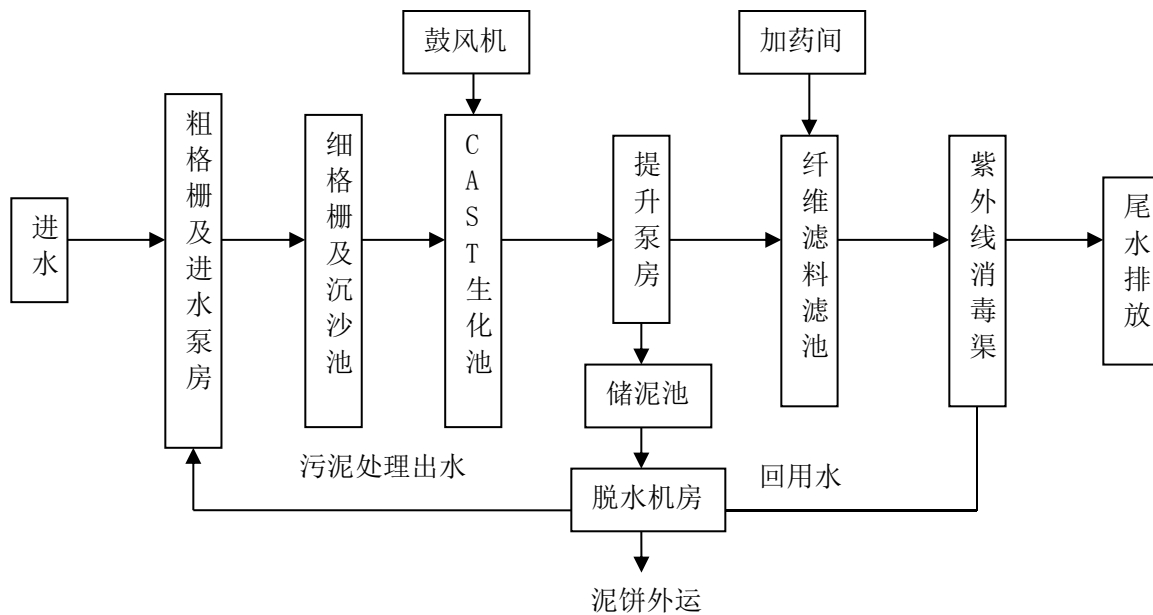 鼓风机
加药间
进水
粗格栅及进水泵房
细格栅及沉沙池
CAST生化池
提升泵房
纤维滤料滤池
紫外线消毒渠
尾水排放
储泥池
污泥处理出水
脱水机房
回用水
泥饼外运